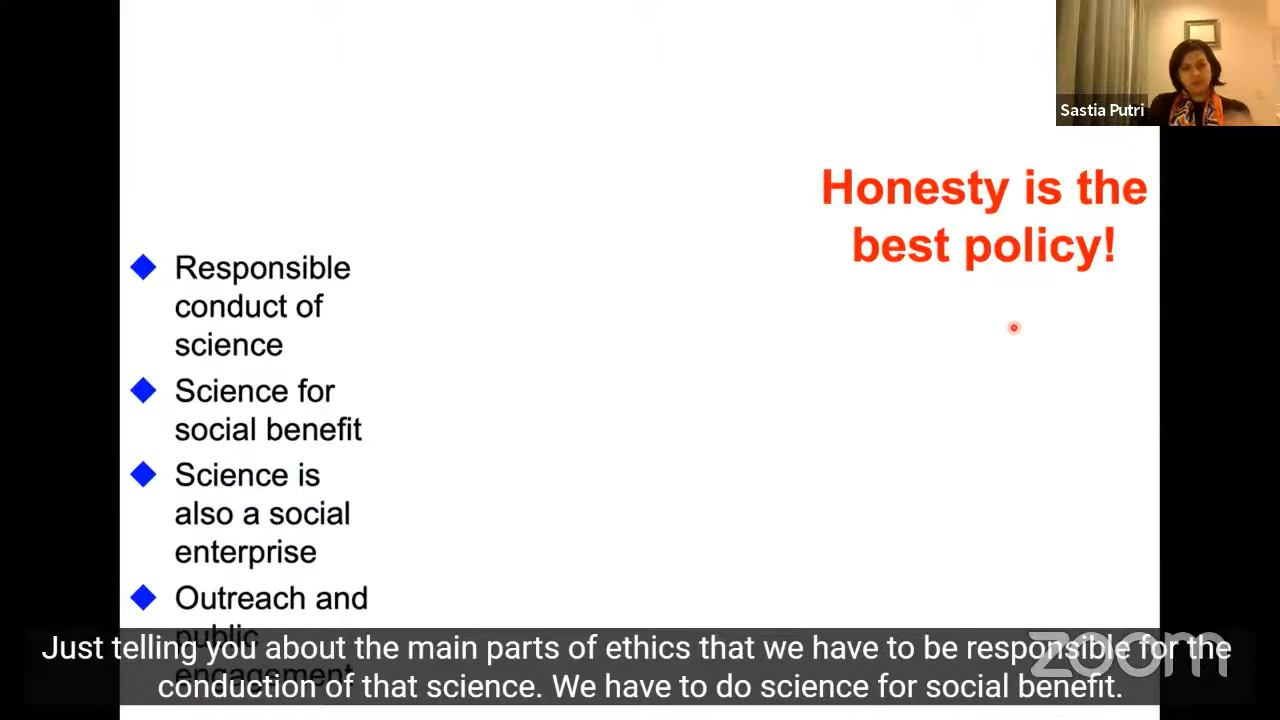 Sastia Putri
Honesty is the
best policy!
Responsible
conduct of
science
Science for
social benefit
Science is
also a social
enterprise
Outreach and
public
engagement
Just telling you about the main parts of ethics that we have to be responsible for the
conduction of that science. We have to do science for social benefit.
zoom